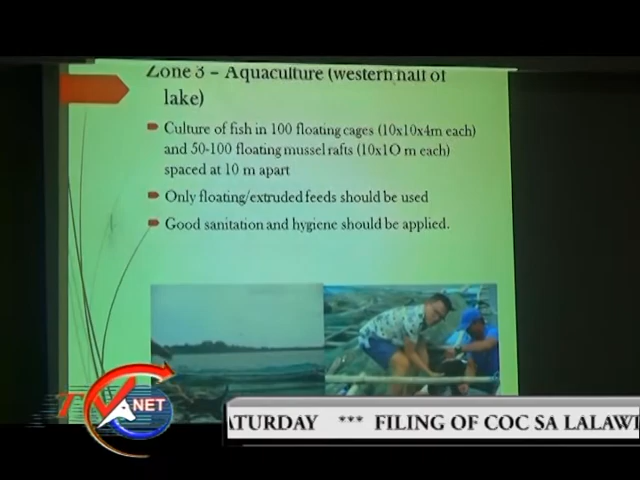 Zone 3 – Aquaculture (western half of
lake)
Culture of fish in 100 floating cages (10x10x4m each)
and 50-100 floating mussel rafts (10x1O m each)
spaced at 10 m apart
Only floating/extruded feeds should be used
Good sanitation and hygiene should be applied.
TV
NET
ATURDAY *** FILING OF COC SA LALAWI